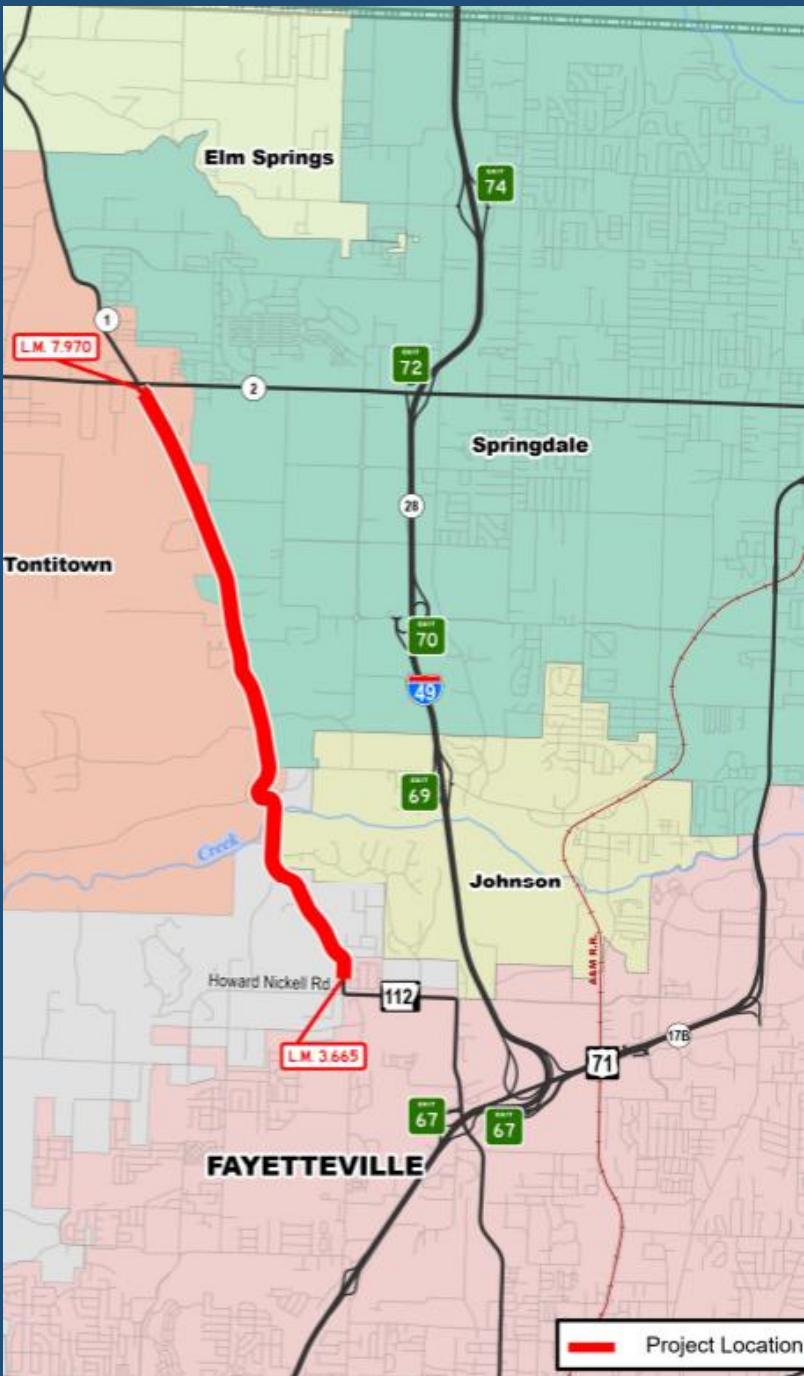 Elm Springs
EXIT
74
1
L.M. 7.970
EXIT
72
2
Springdale
28
Tontitown
EXIT
70
49
EXIT
69
Creek
Johnson
Howard Nickell Rd
112
A&M R.R.
L.M. 3.665
71
17B
EXIT
67
EXIT
67
FAYETTEVILLE
Project Location